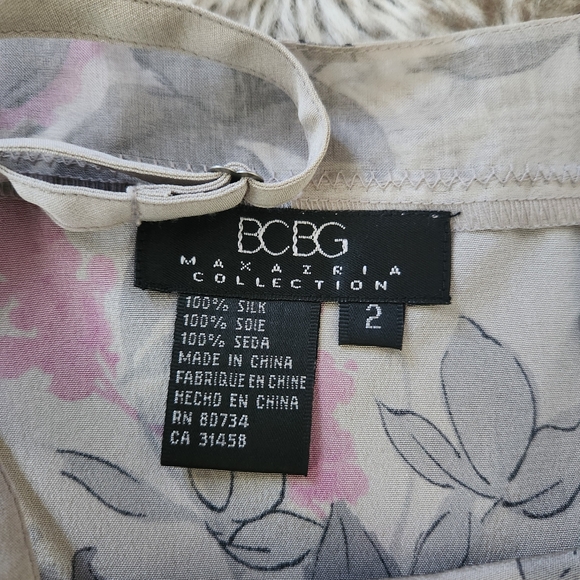 BCBG
MAXAZRIA
COLLECTION
2
100% SILK
100% SOIE
100% SEDA
MADE IN CHINA
FABRIQUE EN CHINE
HECHO EN CHINA
RN 80734
CA 31458